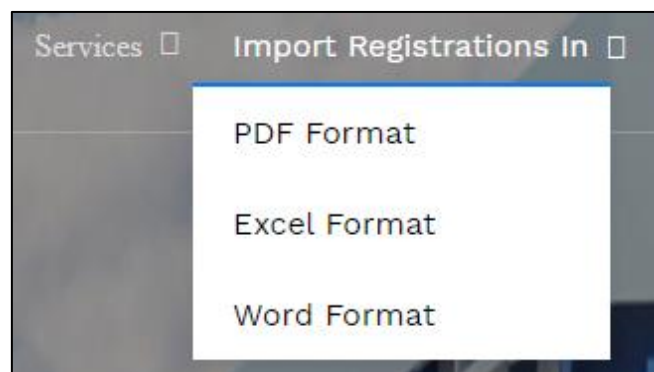 Services Import Registrations In
PDF Format
Excel Format
Word Format